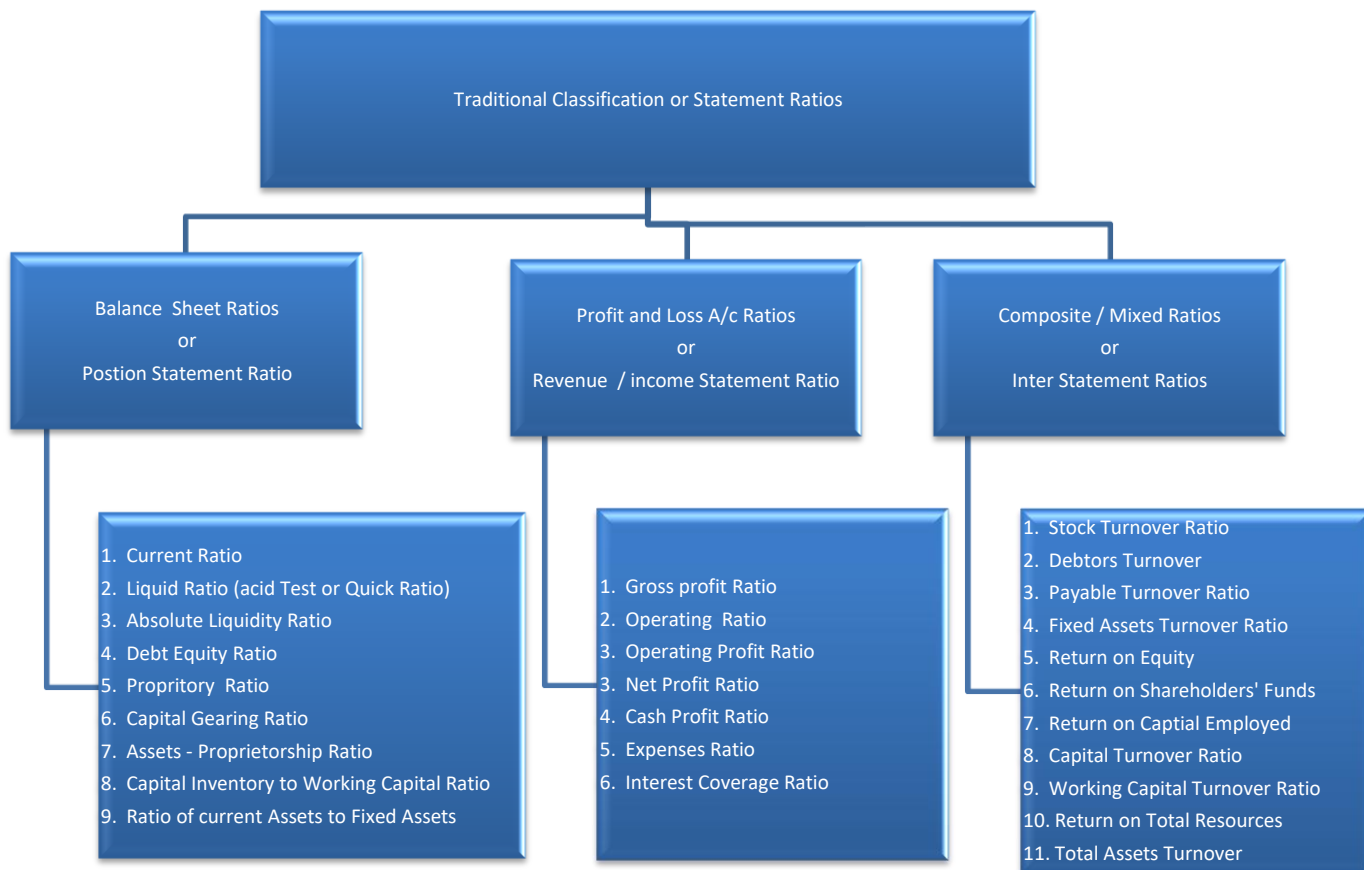 Traditional Classification or Statement Ratios
Balance Sheet Ratios
or
Postion Statement Ratio
Profit and Loss A/c Ratios
or
Revenue / income Statement Ratio
Composite / Mixed Ratios
or
Inter Statement Ratios
1. Current Ratio
2. Liquid Ratio (acid Test or Quick Ratio)
3. Absolute Liquidity Ratio
4. Debt Equity Ratio
5. Propritory Ratio
6. Capital Gearing Ratio
7. Assets - Proprietorship Ratio
8. Capital Inventory to Working Capital Ratio
9. Ratio of current Assets to Fixed Assets
1. Gross profit Ratio
2. Operating Ratio
3. Operating Profit Ratio
3. Net Profit Ratio
4. Cash Profit Ratio
5. Expenses Ratio
6. Interest Coverage Ratio
1. Stock Turnover Ratio
2. Debtors Turnover
3. Payable Turnover Ratio
4. Fixed Assets Turnover Ratio
5. Return on Equity
6. Return on Shareholders' Funds
7. Return on Captial Employed
8. Capital Turnover Ratio
9. Working Capital Turnover Ratio
10. Return on Total Resources
11. Total Assets Turnover